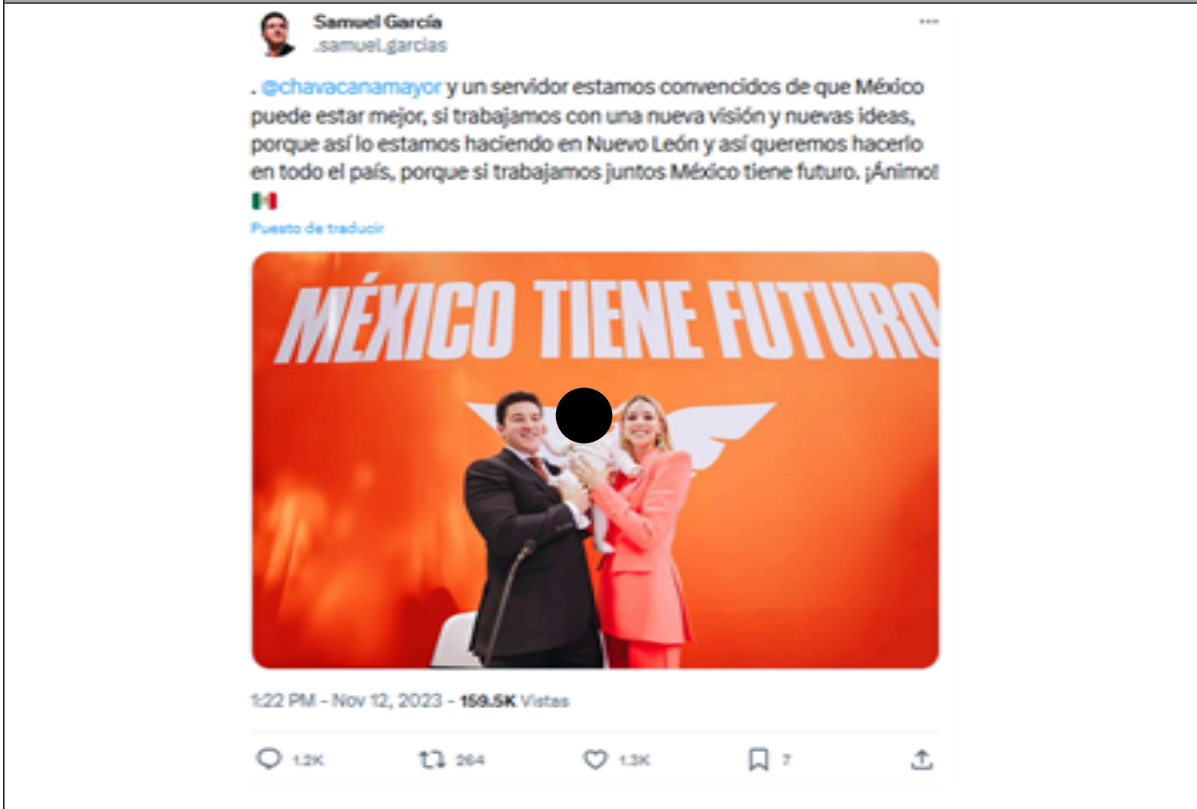 Samuel García
.samuel.garcias
. @chavacanamayor y un servidor estamos convencidos de que México
puede estar mejor, si trabajamos con una nueva visión y nuevas ideas,
porque así lo estamos haciendo en Nuevo León y así queremos hacerlo
en todo el país, porque si trabajamos juntos México tiene futuro. ¡Ánimo!
Puesto de traducir
MÉXICO TIENE FUTURO
1:22 PM - Nov 12, 2023 - 159.5K Vistas
1.2K 264 1.3K 7